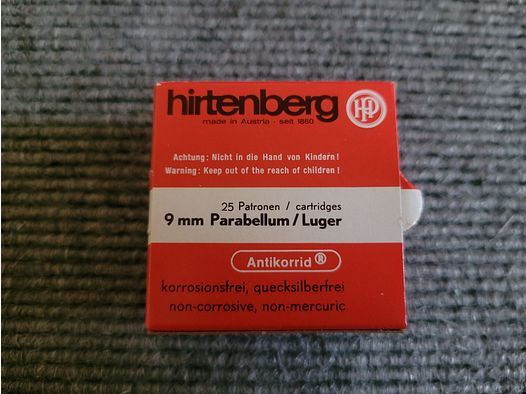 hirtenberg
HP
made in Austria · seit 1860
Achtung: Nicht in die Hand von Kindern!
Warning: Keep out of the reach of children!
25 Patronen / cartridges
9 mm Parabellum/Luger
Antikorrid®
korrosionsfrei, quecksilberfrei
non-corrosive, non-mercuric